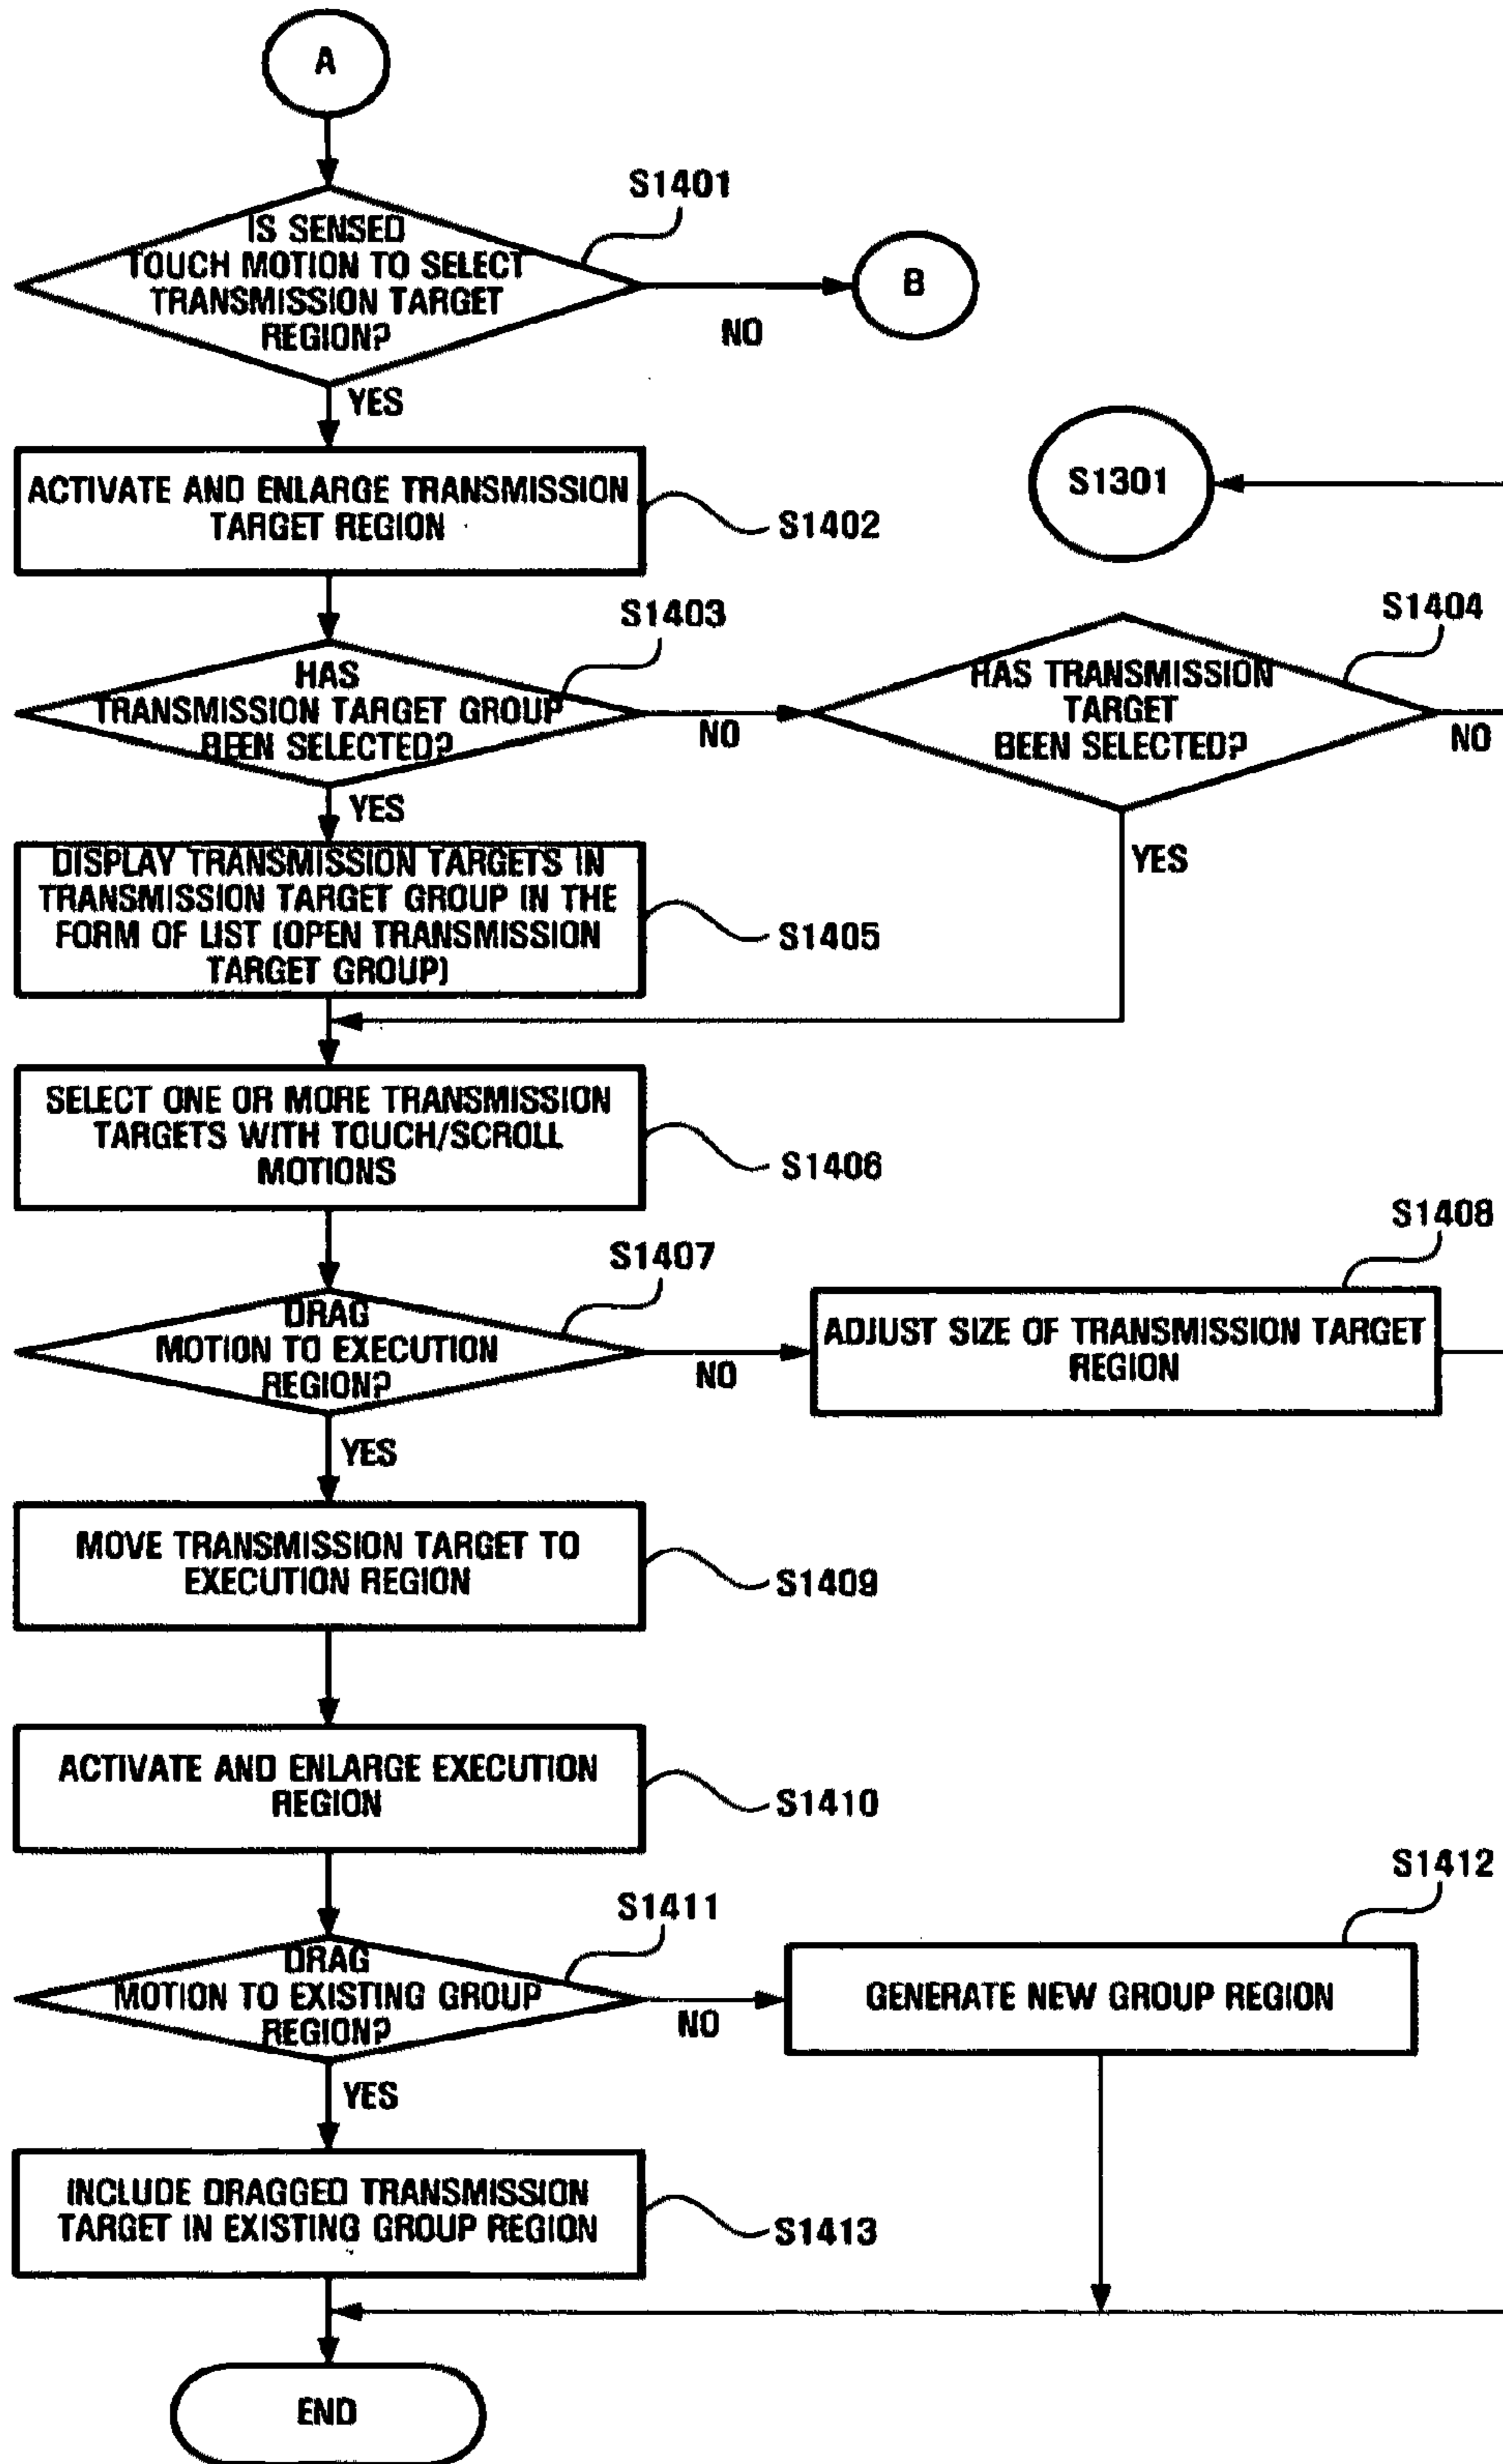 A
S1401
IS SENSED
TOUCH MOTION TO SELECT
TRANSMISSION TARGET
REGION?
NO
B
YES
ACTIVATE AND ENLARGE TRANSMISSION
TARGET REGION
S1402
S1301
S1403
HAS
TRANSMISSION TARGET GROUP
BEEN SELECTED?
NO
S1404
HAS TRANSMISSION
TARGET
BEEN SELECTED?
NO
YES
YES
DISPLAY TRANSMISSION TARGETS IN
TRANSMISSION TARGET GROUP IN THE
FORM OF LIST (OPEN TRANSMISSION
TARGET GROUP)
S1405
SELECT ONE OR MORE TRANSMISSION
TARGETS WITH TOUCH/SCROLL
MOTIONS
S1406
S1407
DRAG
MOTION TO EXECUTION
REGION?
NO
S1408
ADJUST SIZE OF TRANSMISSION TARGET
REGION
YES
MOVE TRANSMISSION TARGET TO
EXECUTION REGION
S1409
ACTIVATE AND ENLARGE EXECUTION
REGION
S1410
S1411
DRAG
MOTION TO EXISTING GROUP
REGION?
NO
S1412
GENERATE NEW GROUP REGION
YES
INCLUDE DRAGGED TRANSMISSION
TARGET IN EXISTING GROUP REGION
S1413
END